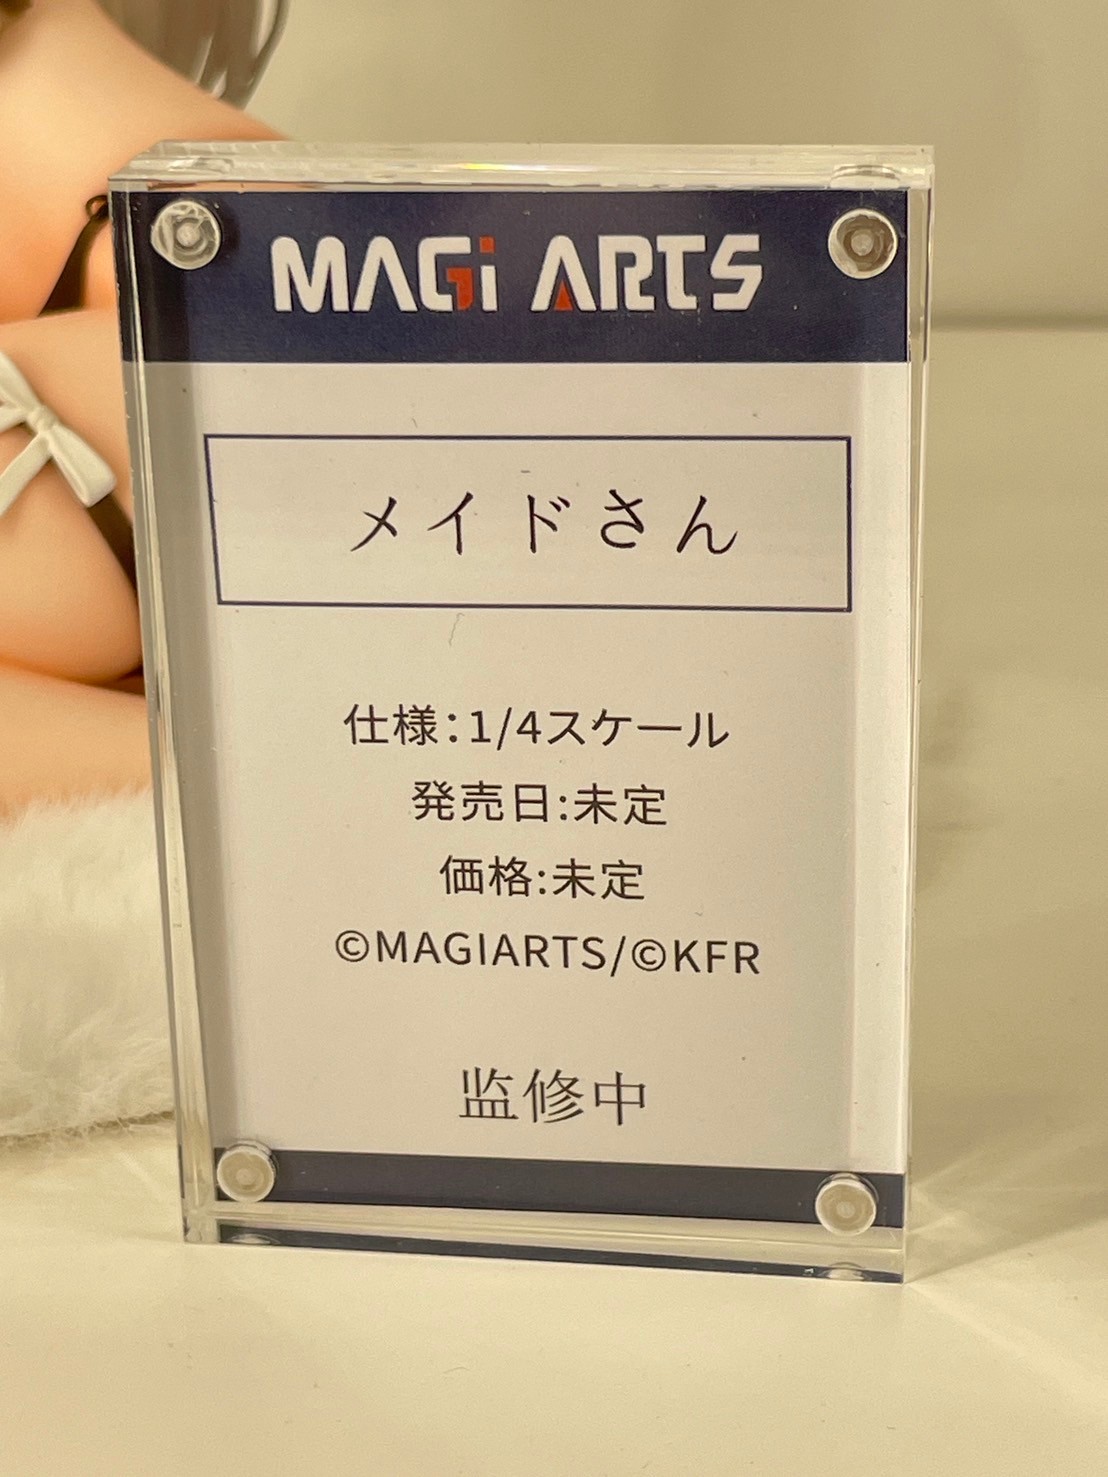 MAGi ARTS
メイドさん
仕様:1/4スケール
発売日:未定
価格:未定
©MAGIARTS/©KFR
监修中